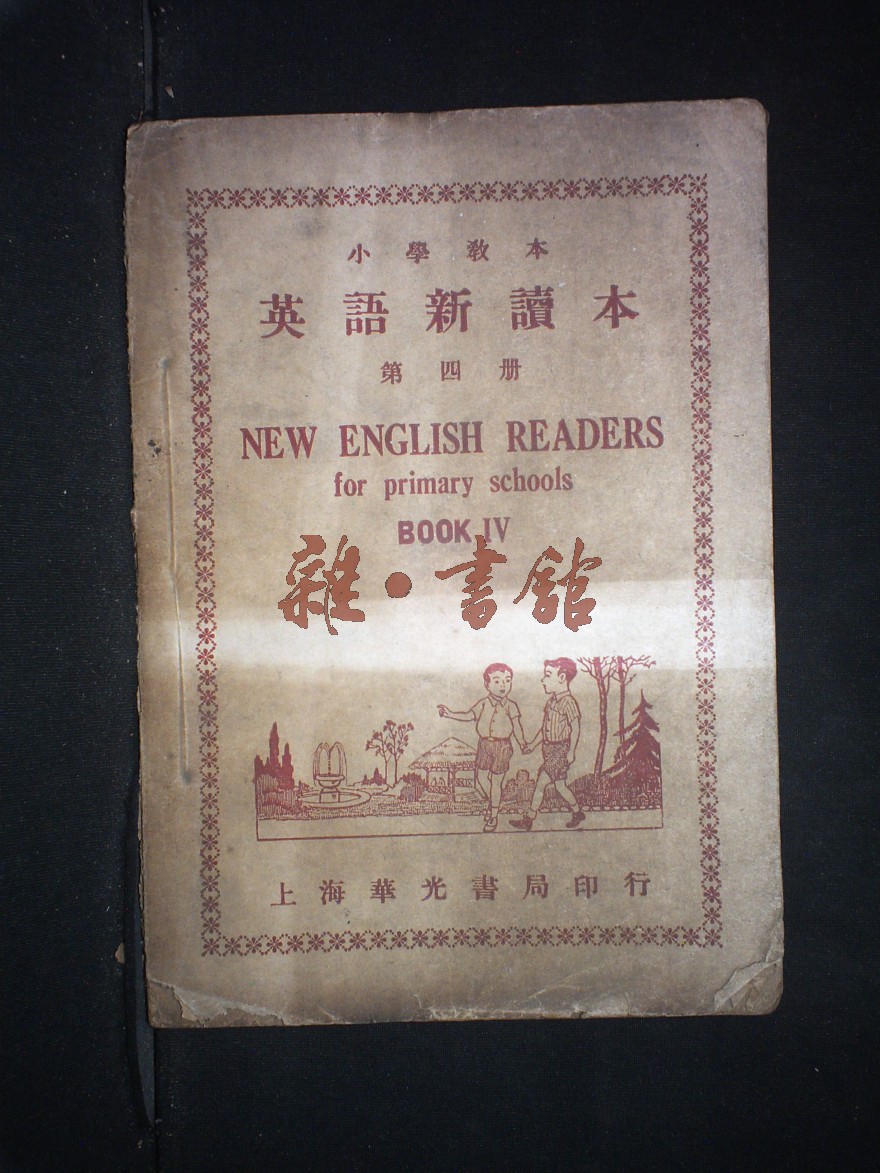 小學教本
英語新讀本
第四册
NEW ENGLISH READERS
for primary schools
BOOK IV
雜·書館
上海華光書局印行